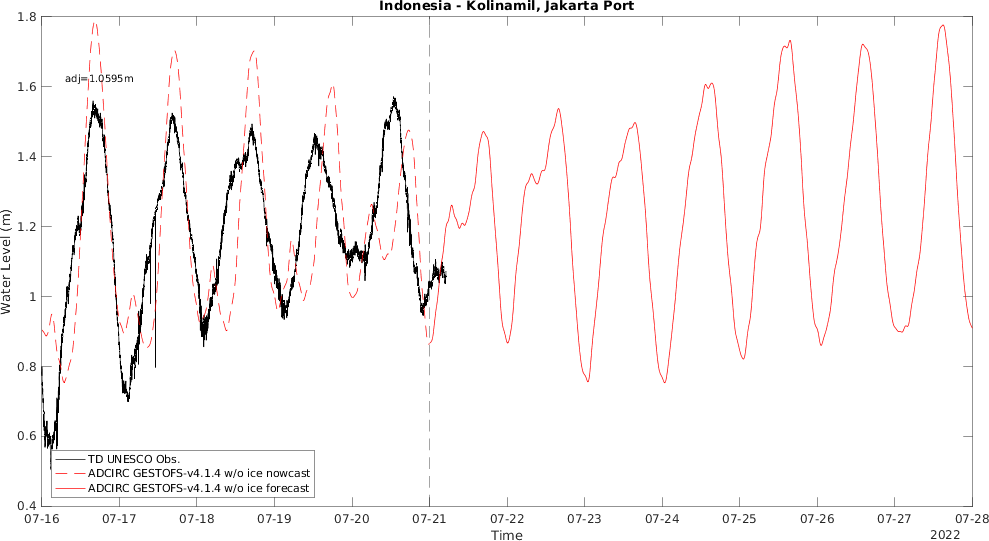 Indonesia - Kolinamil, Jakarta Port
1.8
1.6
1.4
1.2
1
0.8
0.6
0.4
Water Level (m)
adj=1.0595m
TD UNESCO Obs.
ADCIRC GESTOFS-v4.1.4 w/o ice nowcast
ADCIRC GESTOFS-v4.1.4 w/o ice forecast
07-16 07-17 07-18 07-19 07-20 07-21 07-22 07-23 07-24 07-25 07-26 07-27 07-28
Time
2022